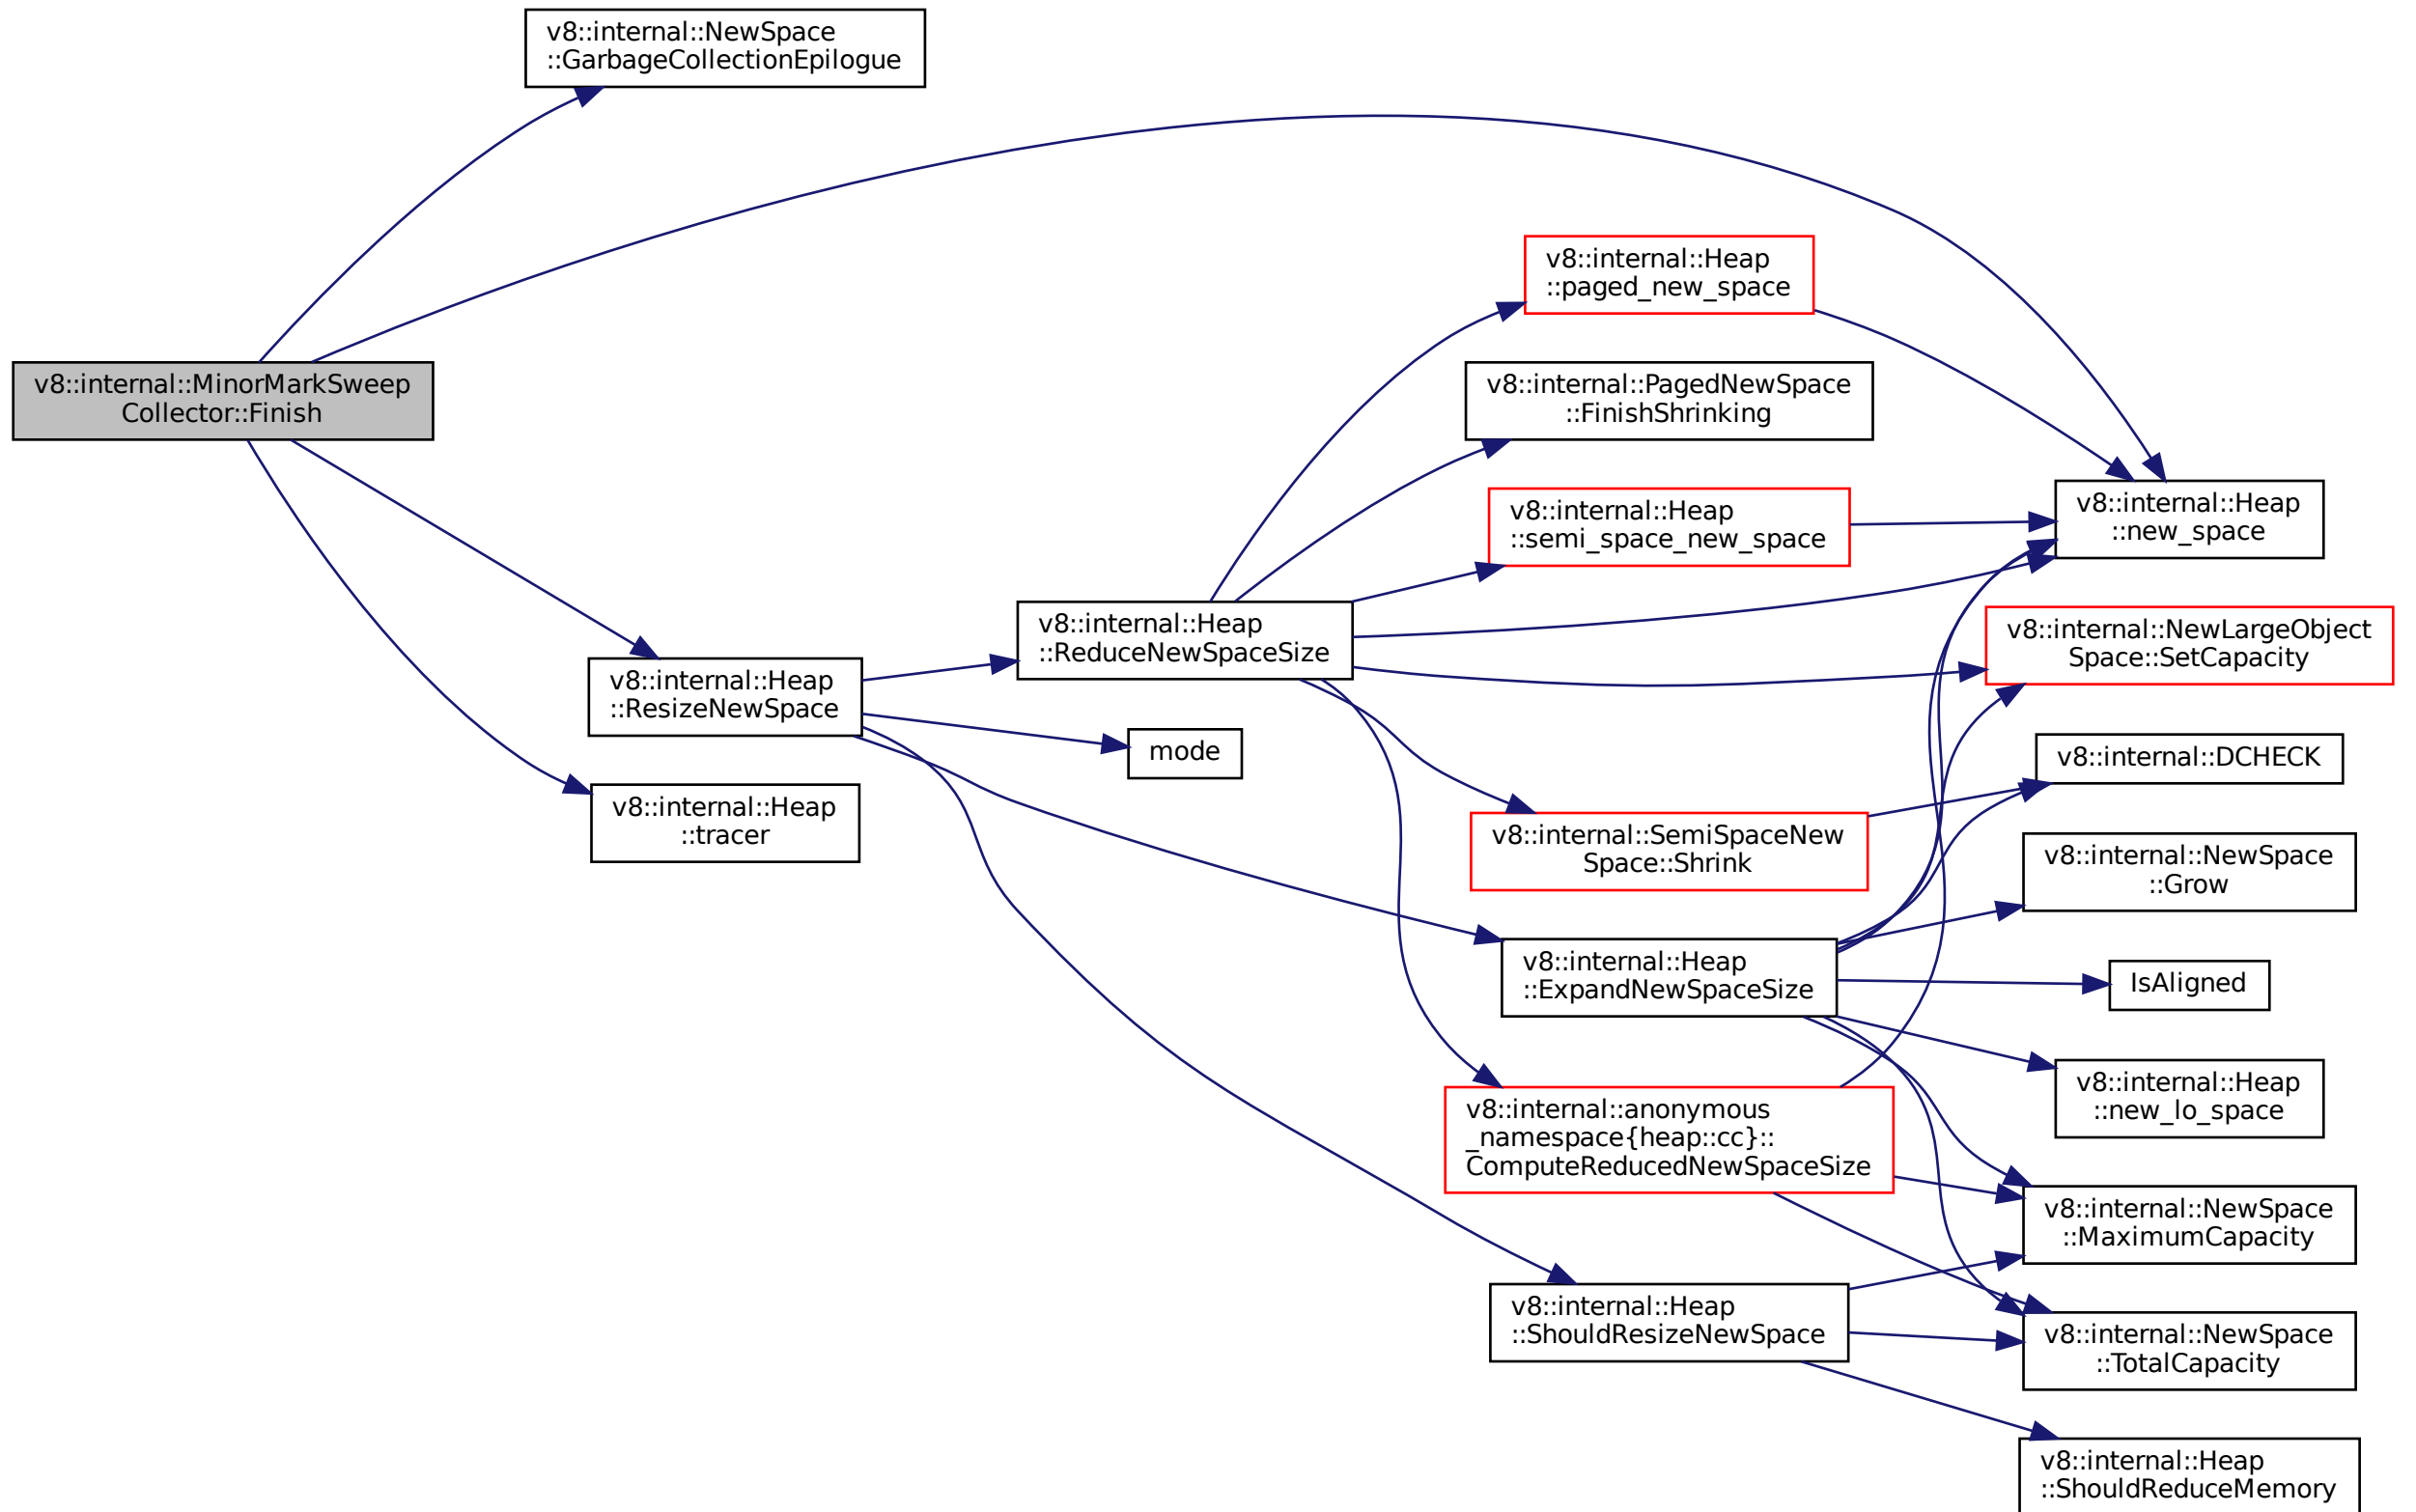 v8::internal::NewSpace
::GarbageCollectionEpilogue
v8::internal::MinorMarkSweep
Collector::Finish
v8::internal::Heap
::ResizeNewSpace
v8::internal::Heap
::tracer
v8::internal::Heap
::ReduceNewSpaceSize
mode
v8::internal::Heap
::paged_new_space
v8::internal::PagedNewSpace
::FinishShrinking
v8::internal::Heap
::semi_space_new_space
v8::internal::SemiSpaceNew
Space::Shrink
v8::internal::Heap
::ExpandNewSpaceSize
v8::internal::anonymous
_namespace{heap::cc}::
ComputeReducedNewSpaceSize
v8::internal::Heap
::ShouldResizeNewSpace
v8::internal::Heap
::new_space
v8::internal::NewLargeObject
Space::SetCapacity
v8::internal::DCHECK
v8::internal::NewSpace
::Grow
IsAligned
v8::internal::Heap
::new_lo_space
v8::internal::NewSpace
::MaximumCapacity
v8::internal::NewSpace
::TotalCapacity
v8::internal::Heap
::ShouldReduceMemory